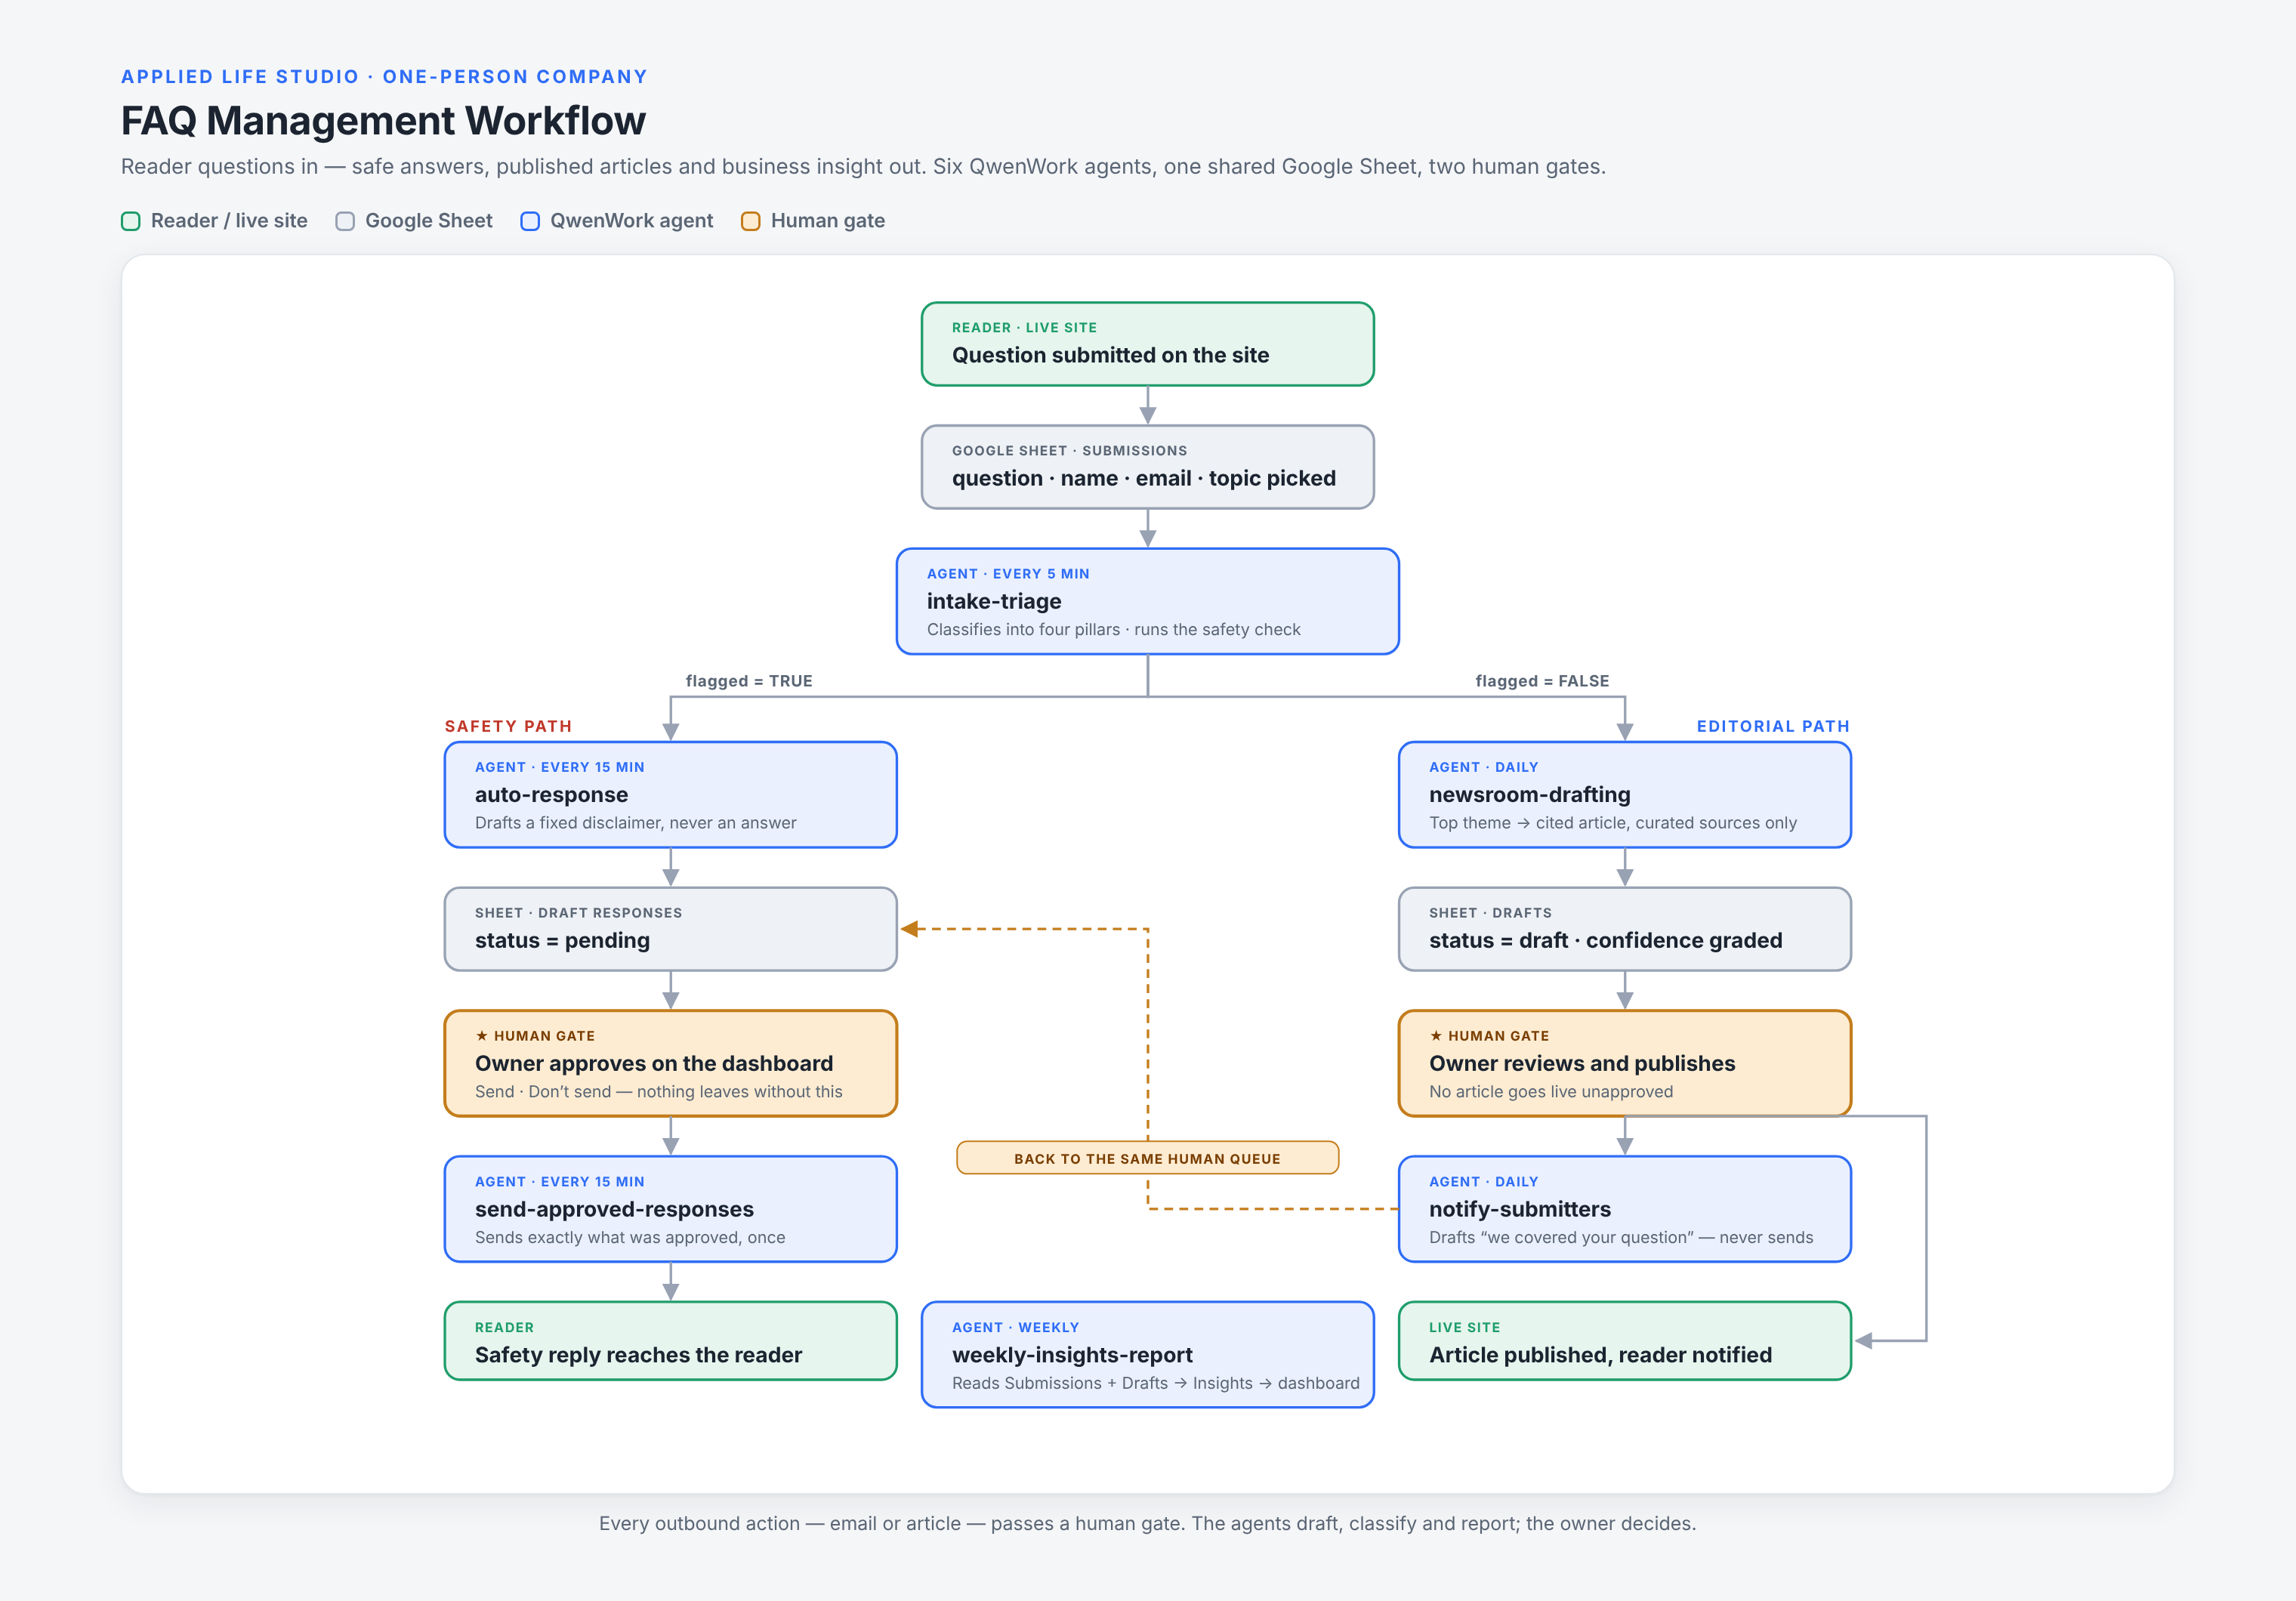 APPLIED LIFE STUDIO · ONE-PERSON COMPANY
FAQ Management Workflow
Reader questions in — safe answers, published articles and business insight out. Six QwenWork agents, one shared Google Sheet, two human gates.
Reader / live site
Google Sheet
QwenWork agent
Human gate
READER · LIVE SITE
Question submitted on the site
GOOGLE SHEET · SUBMISSIONS
question · name · email · topic picked
AGENT · EVERY 5 MIN
intake-triage
Classifies into four pillars · runs the safety check
flagged = TRUE
flagged = FALSE
SAFETY PATH
EDITORIAL PATH
AGENT · EVERY 15 MIN
auto-response
Drafts a fixed disclaimer, never an answer
AGENT · DAILY
newsroom-drafting
Top theme → cited article, curated sources only
SHEET · DRAFT RESPONSES
status = pending
SHEET · DRAFTS
status = draft · confidence graded
★ HUMAN GATE
Owner approves on the dashboard
Send · Don’t send — nothing leaves without this
★ HUMAN GATE
Owner reviews and publishes
No article goes live unapproved
BACK TO THE SAME HUMAN QUEUE
AGENT · EVERY 15 MIN
send-approved-responses
Sends exactly what was approved, once
AGENT · DAILY
notify-submitters
Drafts “we covered your question” — never sends
READER
Safety reply reaches the reader
AGENT · WEEKLY
weekly-insights-report
Reads Submissions + Drafts → Insights → dashboard
LIVE SITE
Article published, reader notified
Every outbound action — email or article — passes a human gate. The agents draft, classify and report; the owner decides.